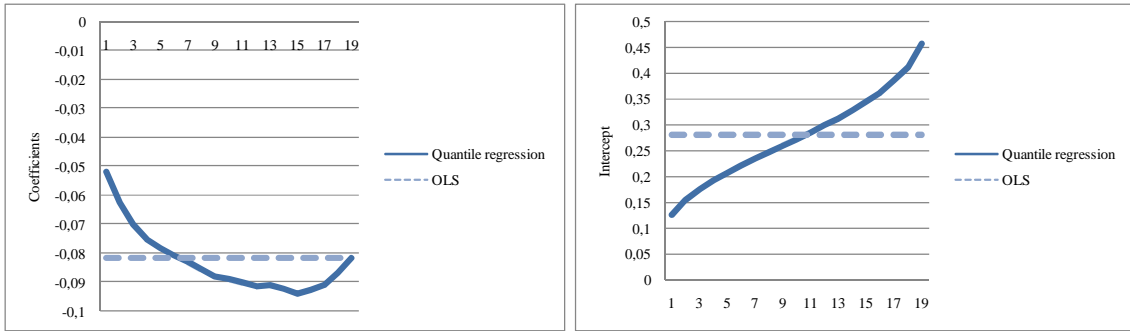 0
-0,01
-0,02
-0,03
-0,04
-0,05
-0,06
-0,07
-0,08
-0,09
-0,1
1 3 5 7 9 11 13 15 17 19
Coefficients
Quantile regression
OLS
0,5
0,45
0,4
0,35
0,3
0,25
0,2
0,15
0,1
0,05
0
1 3 5 7 9 11 13 15 17 19
Intercept
Quantile regression
OLS